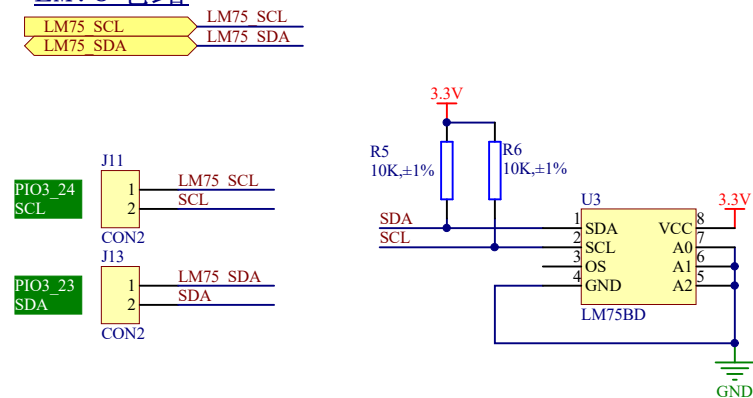 LM75_SCL
LM75_SCL
LM75_SDA
LM75_SDA
J11
PIO3_24
SCL
1
2
LM75_SCL
SCL
CON2
J13
PIO3_23
SDA
1
2
LM75_SDA
SDA
CON2
3.3V
R5
10K,±1%
R6
10K,±1%
U3
3.3V
SDA
SCL
1
2
3
4
SDA
SCL
OS
GND
VCC
A0
A1
A2
8
7
6
5
LM75BD
GND